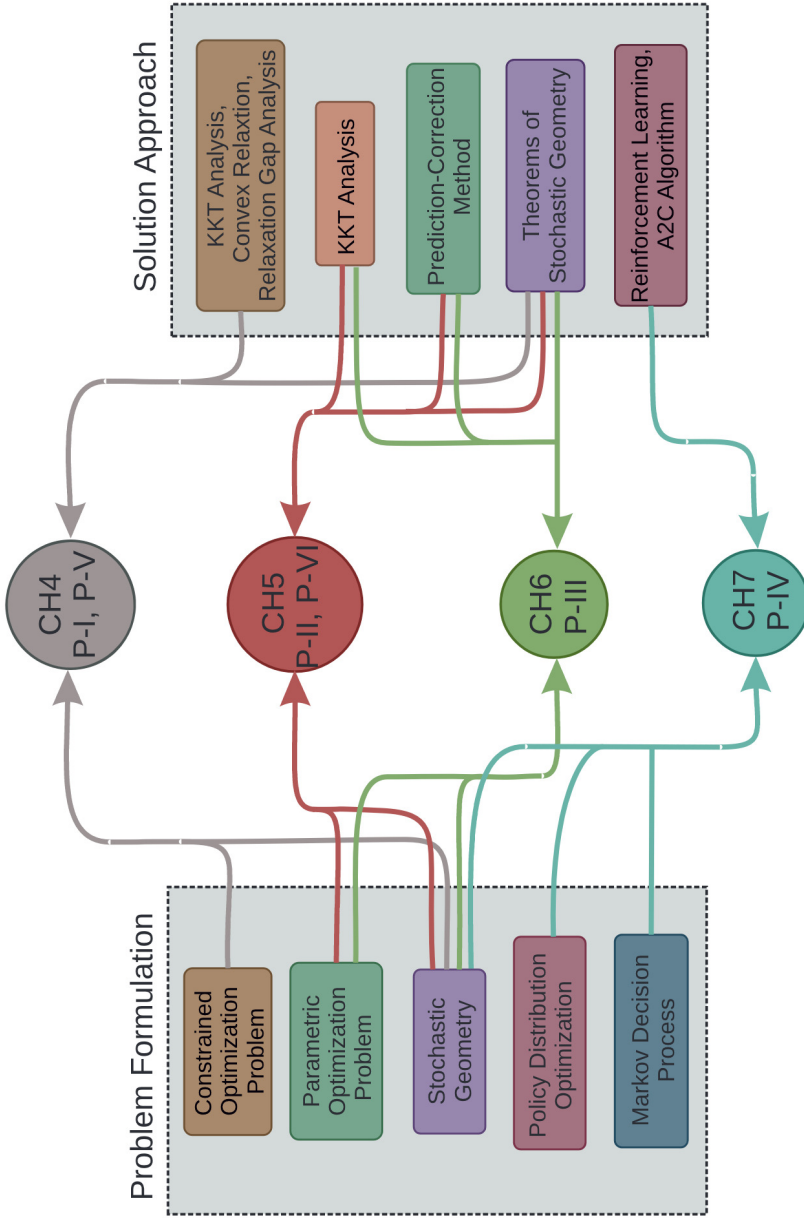 Problem Formulation
Constrained
Optimization
Problem
Parametric
Optimization
Problem
Stochastic
Geometry
Policy Distribution
Optimization
Markov Decision
Process
CH4
P-I, P-V
CH5
P-II, P-VI
CH6
P-III
CH7
P-IV
Solution Approach
KKT Analysis,
Convex Relaxtion,
Relaxation Gap Analysis
KKT Analysis
Prediction-Correction
Method
Theorems of
Stochastic Geometry
Reinforcement Learning,
A2C Algorithm